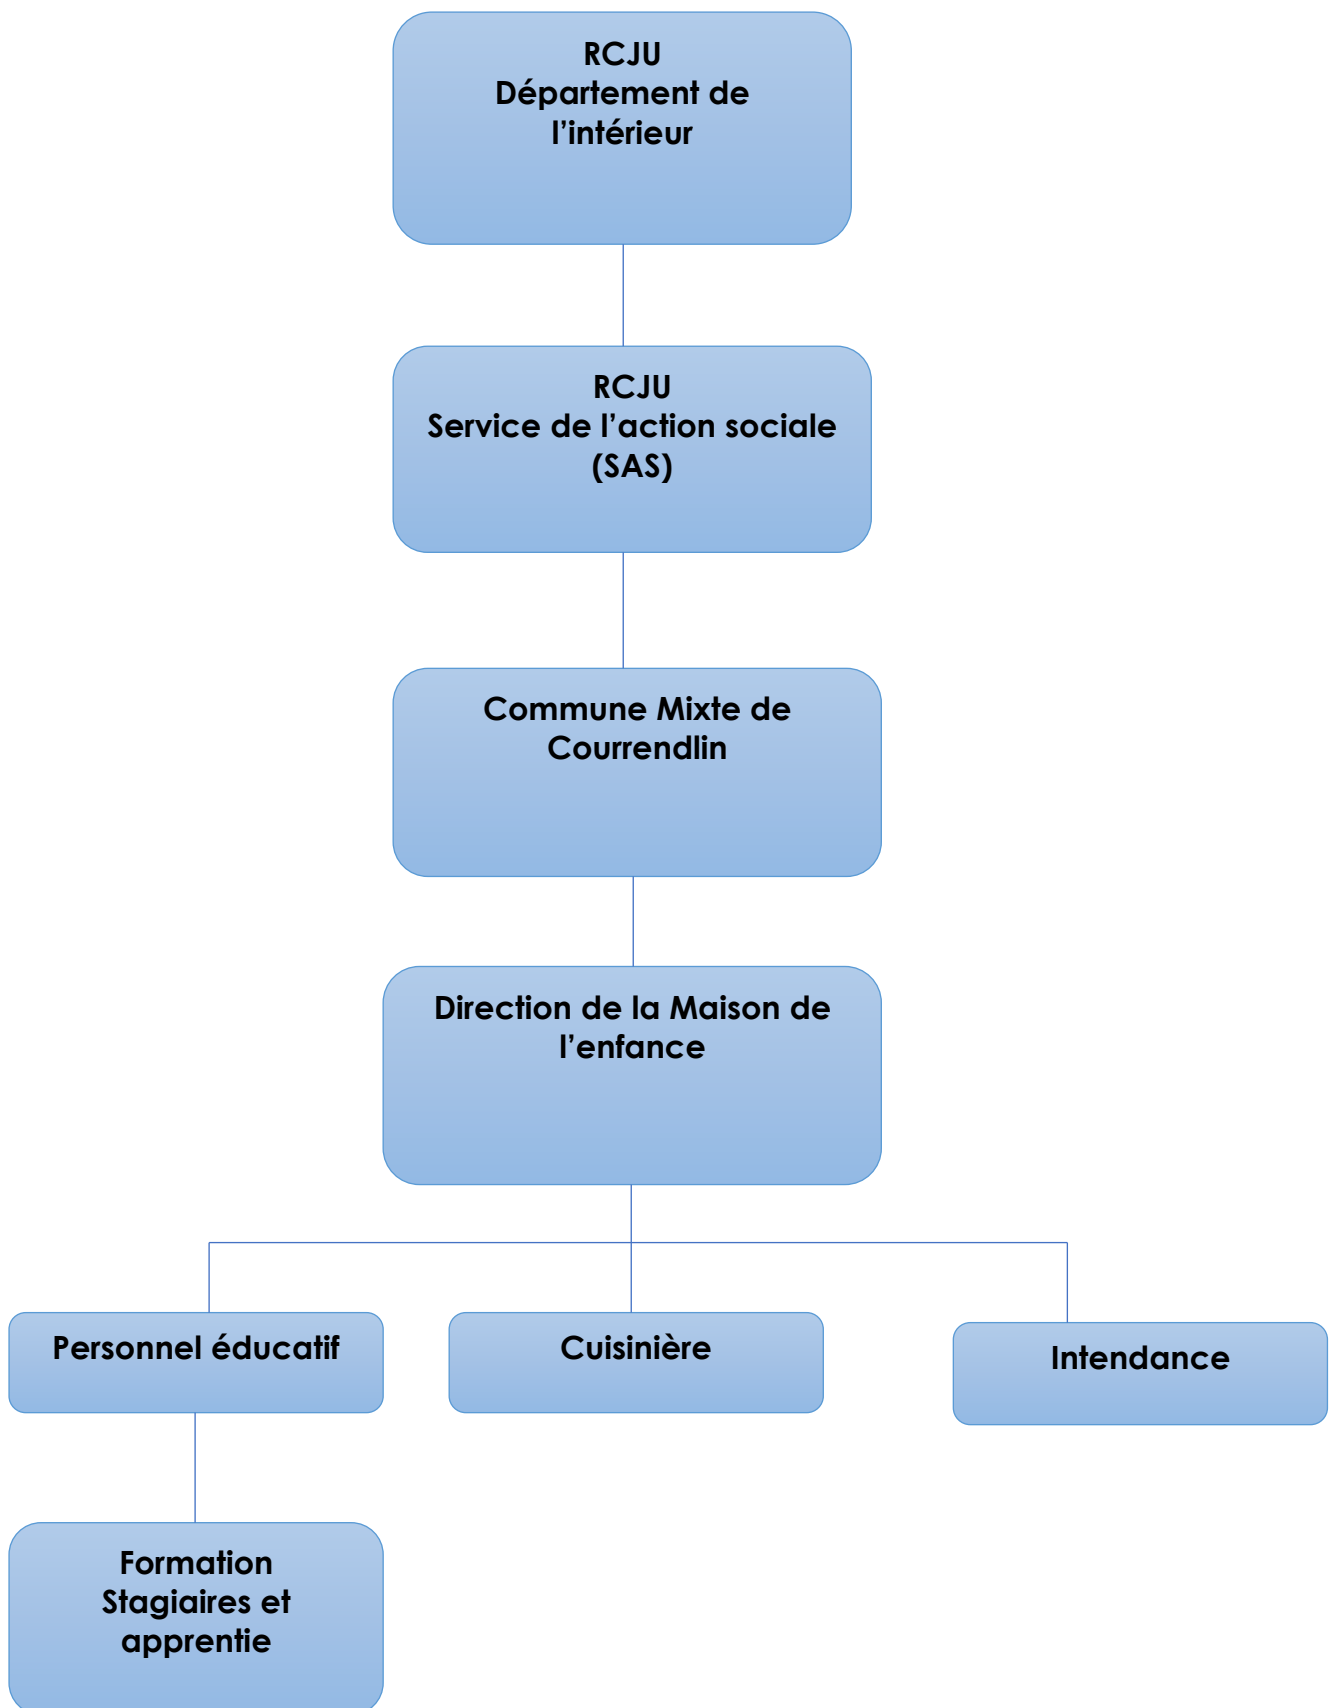 RCJU
Département de
l’intérieur
RCJU
Service de l’action sociale
(SAS)
Commune Mixte de
Courrendlin
Direction de la Maison de
l’enfance
Personnel éducatif
Cuisinière
Intendance
Formation
Stagiaires et
apprentie